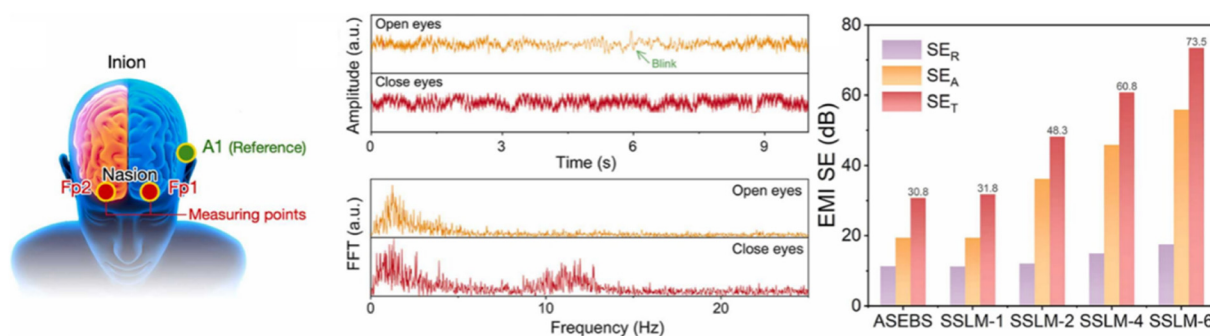 Inion
A1 (Reference)
Nasion
Fp2
Fp1
Measuring points
Amplitude (a.u.)
Open eyes
Blink
Close eyes
0 3 6 9
Time (s)
FFT (a.u.)
Open eyes
Close eyes
0 10 20
Frequency (Hz)
EMI SE (dB)
80
60
40
20
0
SER
SEA
SET
30.8
31.8
48.3
60.8
73.5
ASEBS SSLM-1 SSLM-2 SSLM-4 SSLM-6